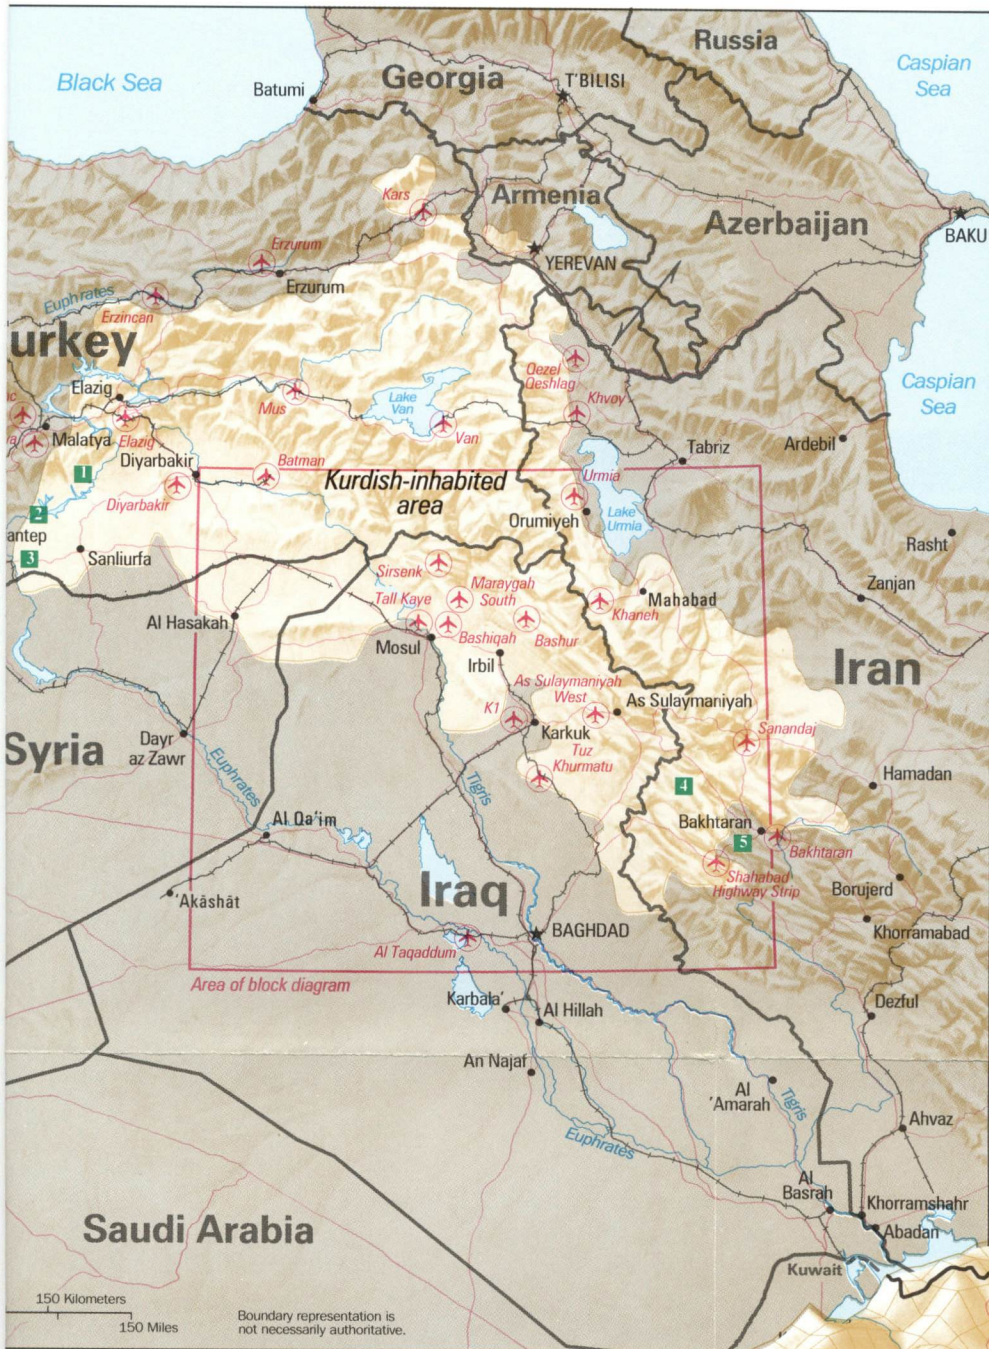 Russia
Caspian
Sea
Black Sea
Georgia
T'BILISI
Batumi
Kars
Armenia
Azerbaijan
BAKU
YEREVAN
Erzurum
Erzurum
Euphrates
Erzincan
urkey
Elazig
Mus
Lake
Van
Oezel
Qeshlag
Khvoy
Caspian
Sea
Malatya
Elazig
Van
Tabriz
Ardebil
1
Diyarbakir
Batman
Kurdish-inhabited
area
Urmia
Diyarbakir
Orumiyeh
Lake
Urmia
2
antep
3
Sanliurfa
Rasht
Sirsenk
Maraygah
South
Zanjan
Tall Kaye
Khaneh
Mahabad
Al Hasakah
Bashiqah
Bashur
Mosul
Irbil
Iran
As Sulaymaniyah
West
As Sulaymaniyah
K1
Karkuk
Sanandaj
Syria
Dayr
az Zawr
Tuz
Khurmatu
Euphrates
Tigris
4
Hamadan
Al Qa'im
Bakhtaran
5
Bakhtaran
Shahabad
Highway Strip
'Akāshāt
Iraq
Borujerd
Khorramabad
Al Taqaddum
BAGHDAD
Area of block diagram
Karbala'
Al Hillah
Dezful
An Najaf
Al
'Amarah
Tigris
Ahvaz
Euphrates
Al
Basrah
Khorramshahr
Abadan
Saudi Arabia
Kuwait
150 Kilometers
150 Miles
Boundary representation is
not necessarily authoritative.